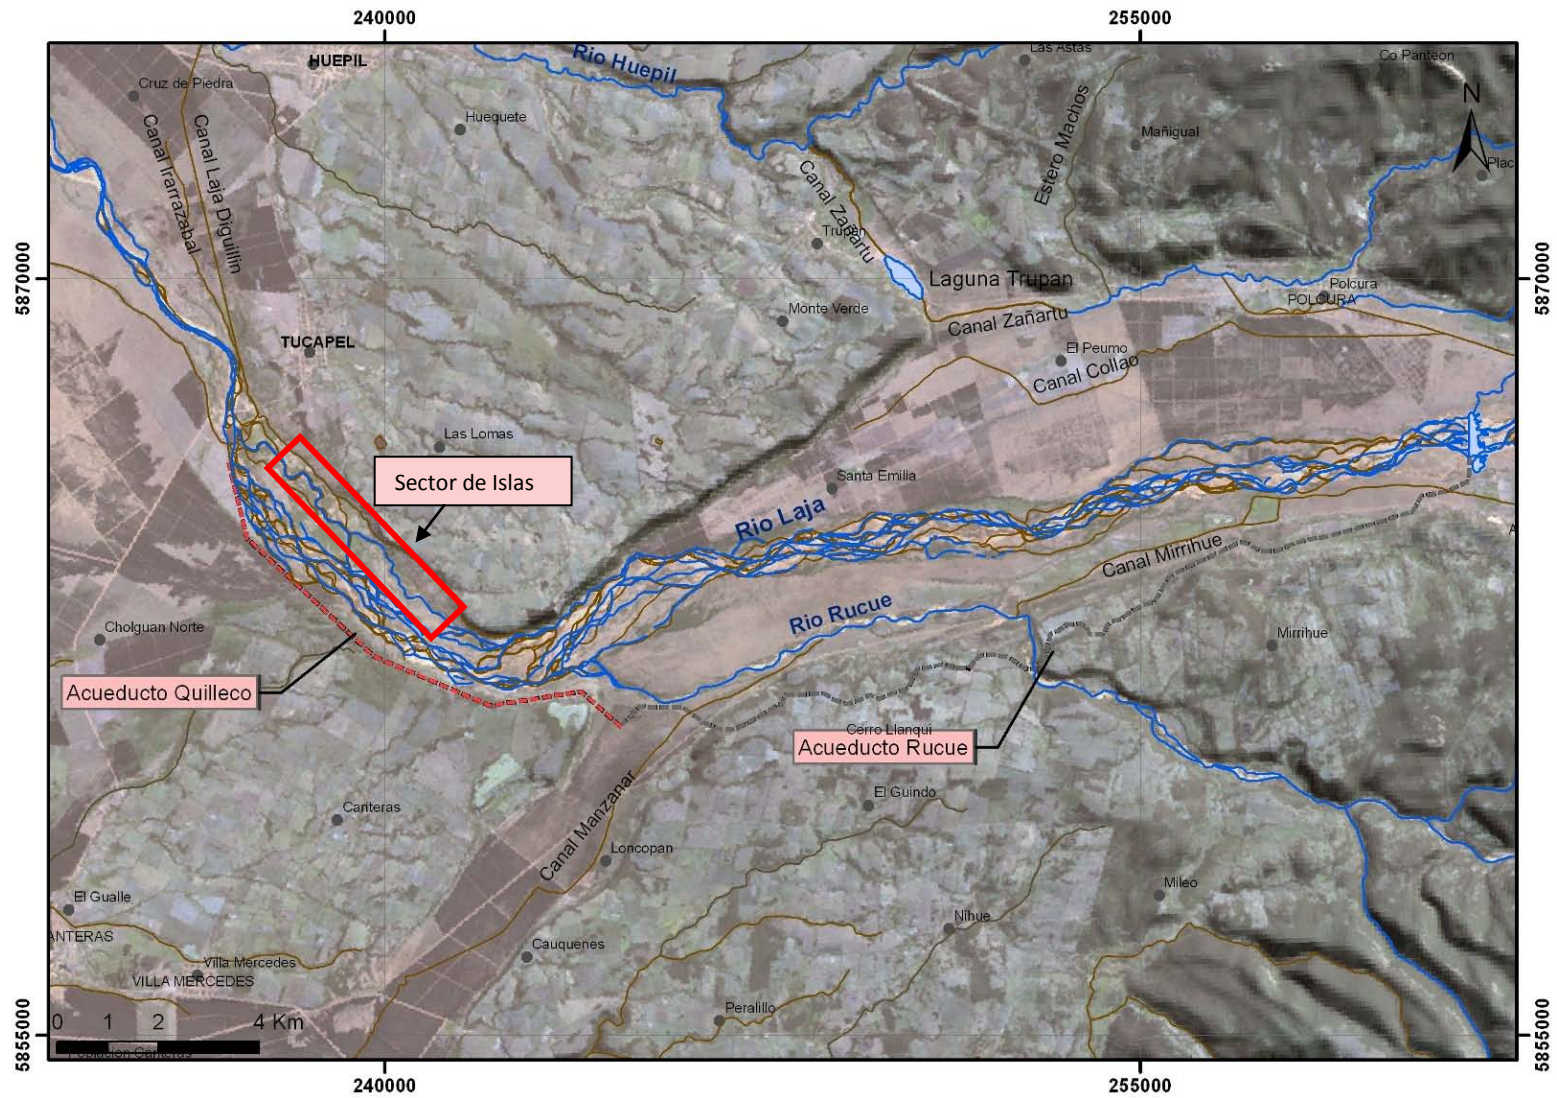 240000
255000
Rio Huepil
Las Astas
Co Panteon
HUEPIL
Cruz de Piedra
N
Huequete
Canal Irarrazabal
Canal Laja Diguillin
Estero Machos
Mañigual
Plac
Canal Zañartu
Trupan
5870000
5870000
Laguna Trupan
Polcura
POLCURA
Monte Verde
Canal Zañartu
TUCAPEL
El Peumo
Canal Collao
Las Lomas
Sector de Islas
Santa Emilia
Rio Laja
A
Canal Mirrihue
Rio Rucue
Cholguan Norte
Mirrihue
Acueducto Quilleco
Cerro Llanqui
Acueducto Rucue
El Guindo
Canteras
Canal Manzanar
Loncopan
Mileo
El Gualle
Nihue
ANTERAS
Cauquenes
Villa Mercedes
VILLA MERCEDES
Peralillo
0 1 2 4 Km
Poblacion Canteras
5855000
5855000
240000
255000